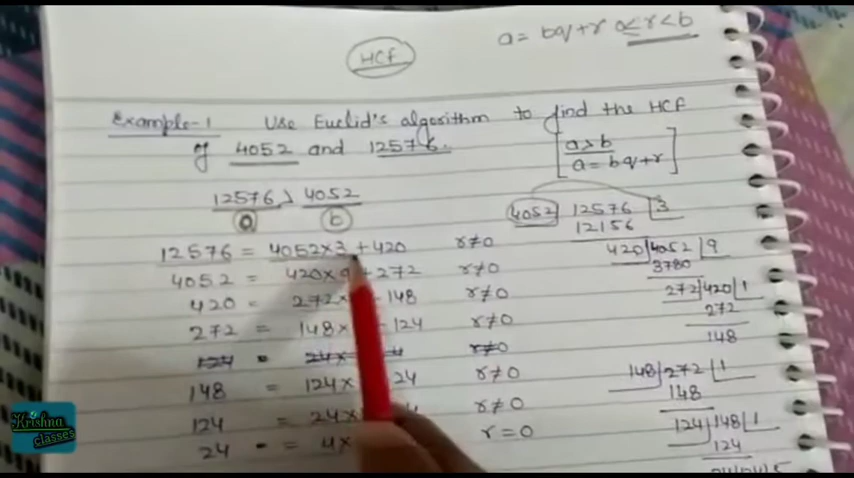 a = bq+r 0≤r<b
HCF
Example-1 Use Euclid's algorithm to find the HCF
of 4052 and 12576.
a>b
a = bq+r
12576 > 4052
a b
12576 = 4052×3+420 r≠0
4052 = 420×9+272 r≠0
420 = 272× 148 r≠0
272 = 148× 124 r≠0
124 = 24× 4 r≠0
148 = 124× 24 r≠0
124 = 24× 4 r≠0
24 = 4× r=0
4052 12576 3
12156
420 4052 9
3780
272 420 1
272
148
148 272 1
148
124 148 1
124
Krishna
classes